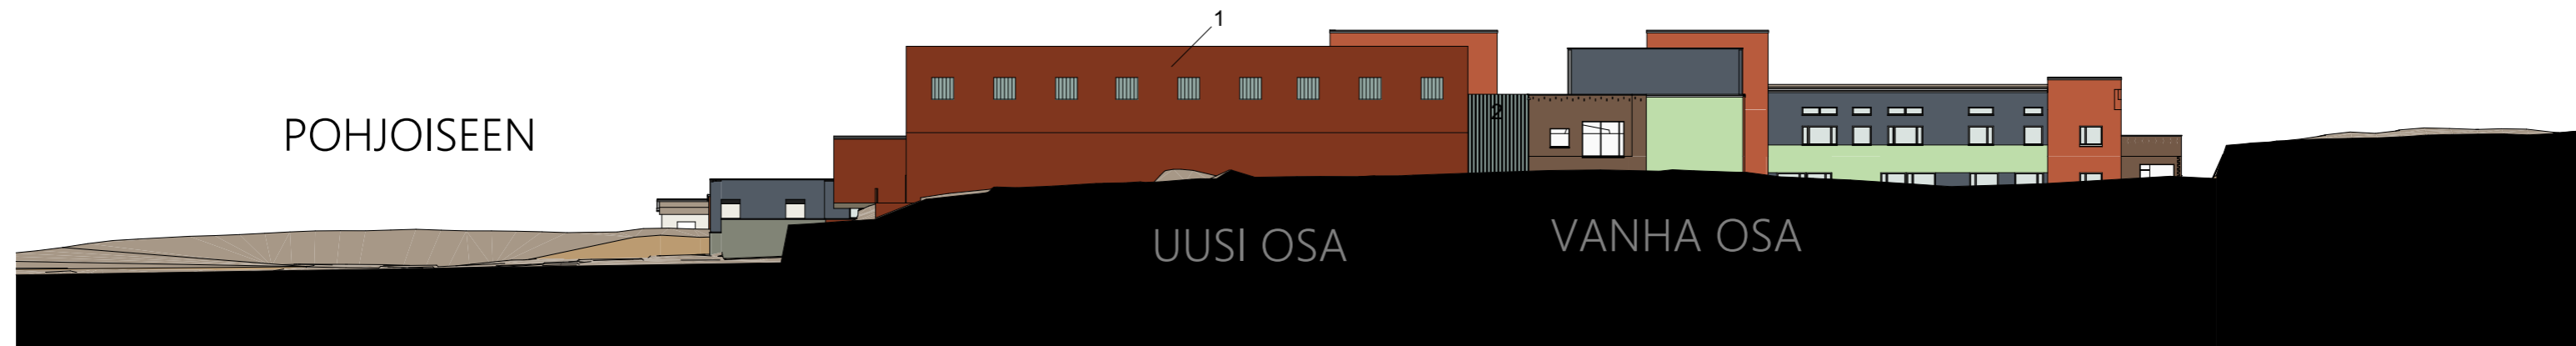 1
2
POHJOISEEN
UUSI OSA
VANHA OSA